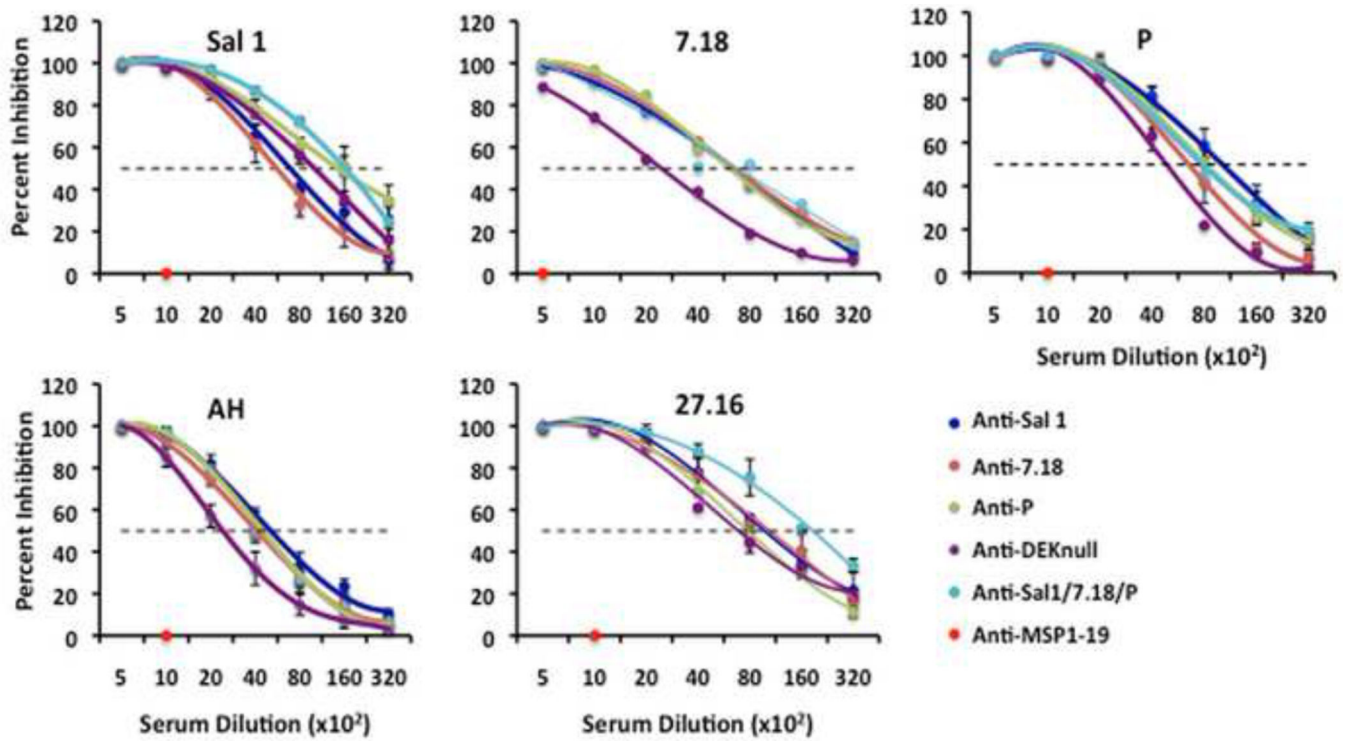 Sal 1
Percent Inhibition
120
100
80
60
40
20
0
5 10 20 40 80 160 320
7.18
120
100
80
60
40
20
0
5 10 20 40 80 160 320
P
120
100
80
60
40
20
0
5 10 20 40 80 160 320
Serum Dilution (x10²)
AH
Percent Inhibition
120
100
80
60
40
20
0
5 10 20 40 80 160 320
Serum Dilution (x10²)
27.16
120
100
80
60
40
20
0
5 10 20 40 80 160 320
Serum Dilution (x10²)
Anti-Sal 1
Anti-7.18
Anti-P
Anti-DEKnull
Anti-Sal1/7.18/P
Anti-MSP1-19